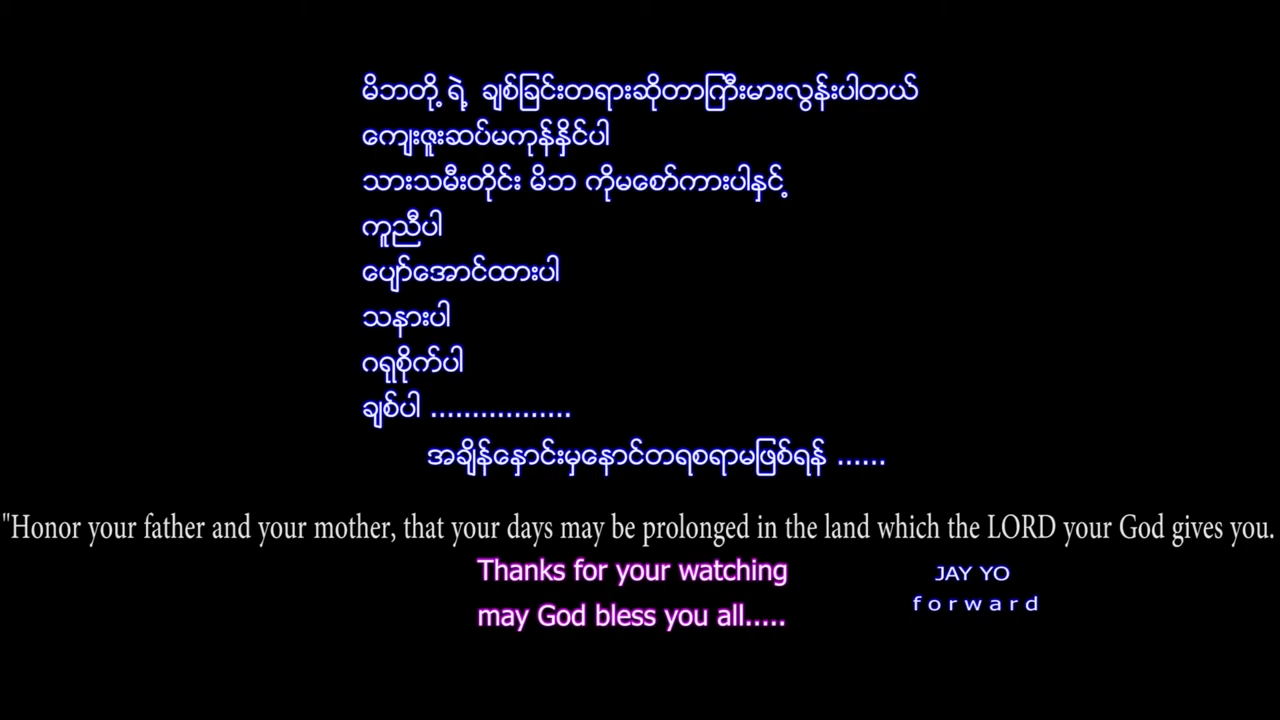 မိဘတို့ ရဲ့ ချစ်ခြင်းတရားဆိုတာကြီးမားလွန်းပါတယ်
ကျေးဇူးဆပ်မကုန်နိုင်ပါ
သားသမီးတိုင်း မိဘ ကိုမစော်ကားပါနှင့်
ကူညီပါ
ပျော်အောင်ထားပါ
သနားပါ
ဂရုစိုက်ပါ
ချစ်ပါ .................
အချိန်နှောင်းမှနောင်တရစရာမဖြစ်ရန် ......
"Honor your father and your mother, that your days may be prolonged in the land which the LORD your God gives you.
Thanks for your watching
may God bless you all.....
JAY YO
forward